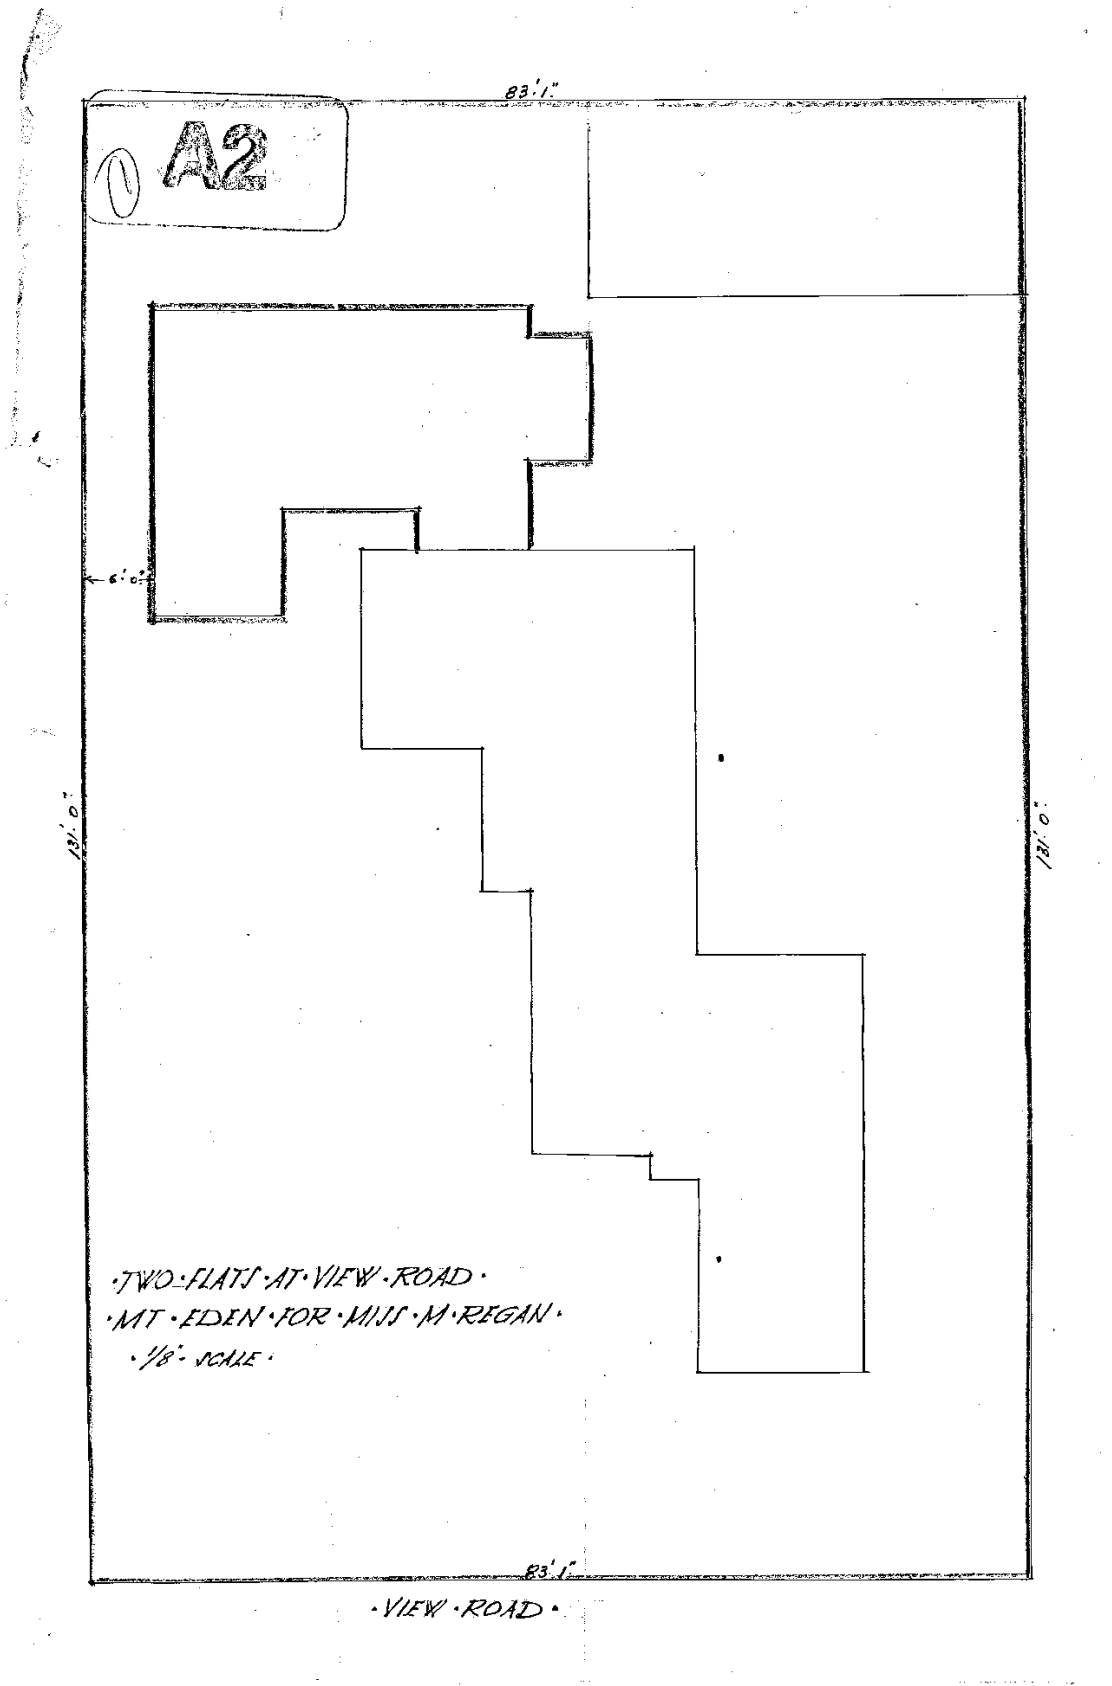 83'·1"
A2
6'·0"
131'·0"
131'·0"
·TWO·FLATS·AT·VIEW·ROAD·
·MT·EDEN·FOR·MISS·M·REGAN·
·1/8"·SCALE·
83'·1"
·VIEW·ROAD·